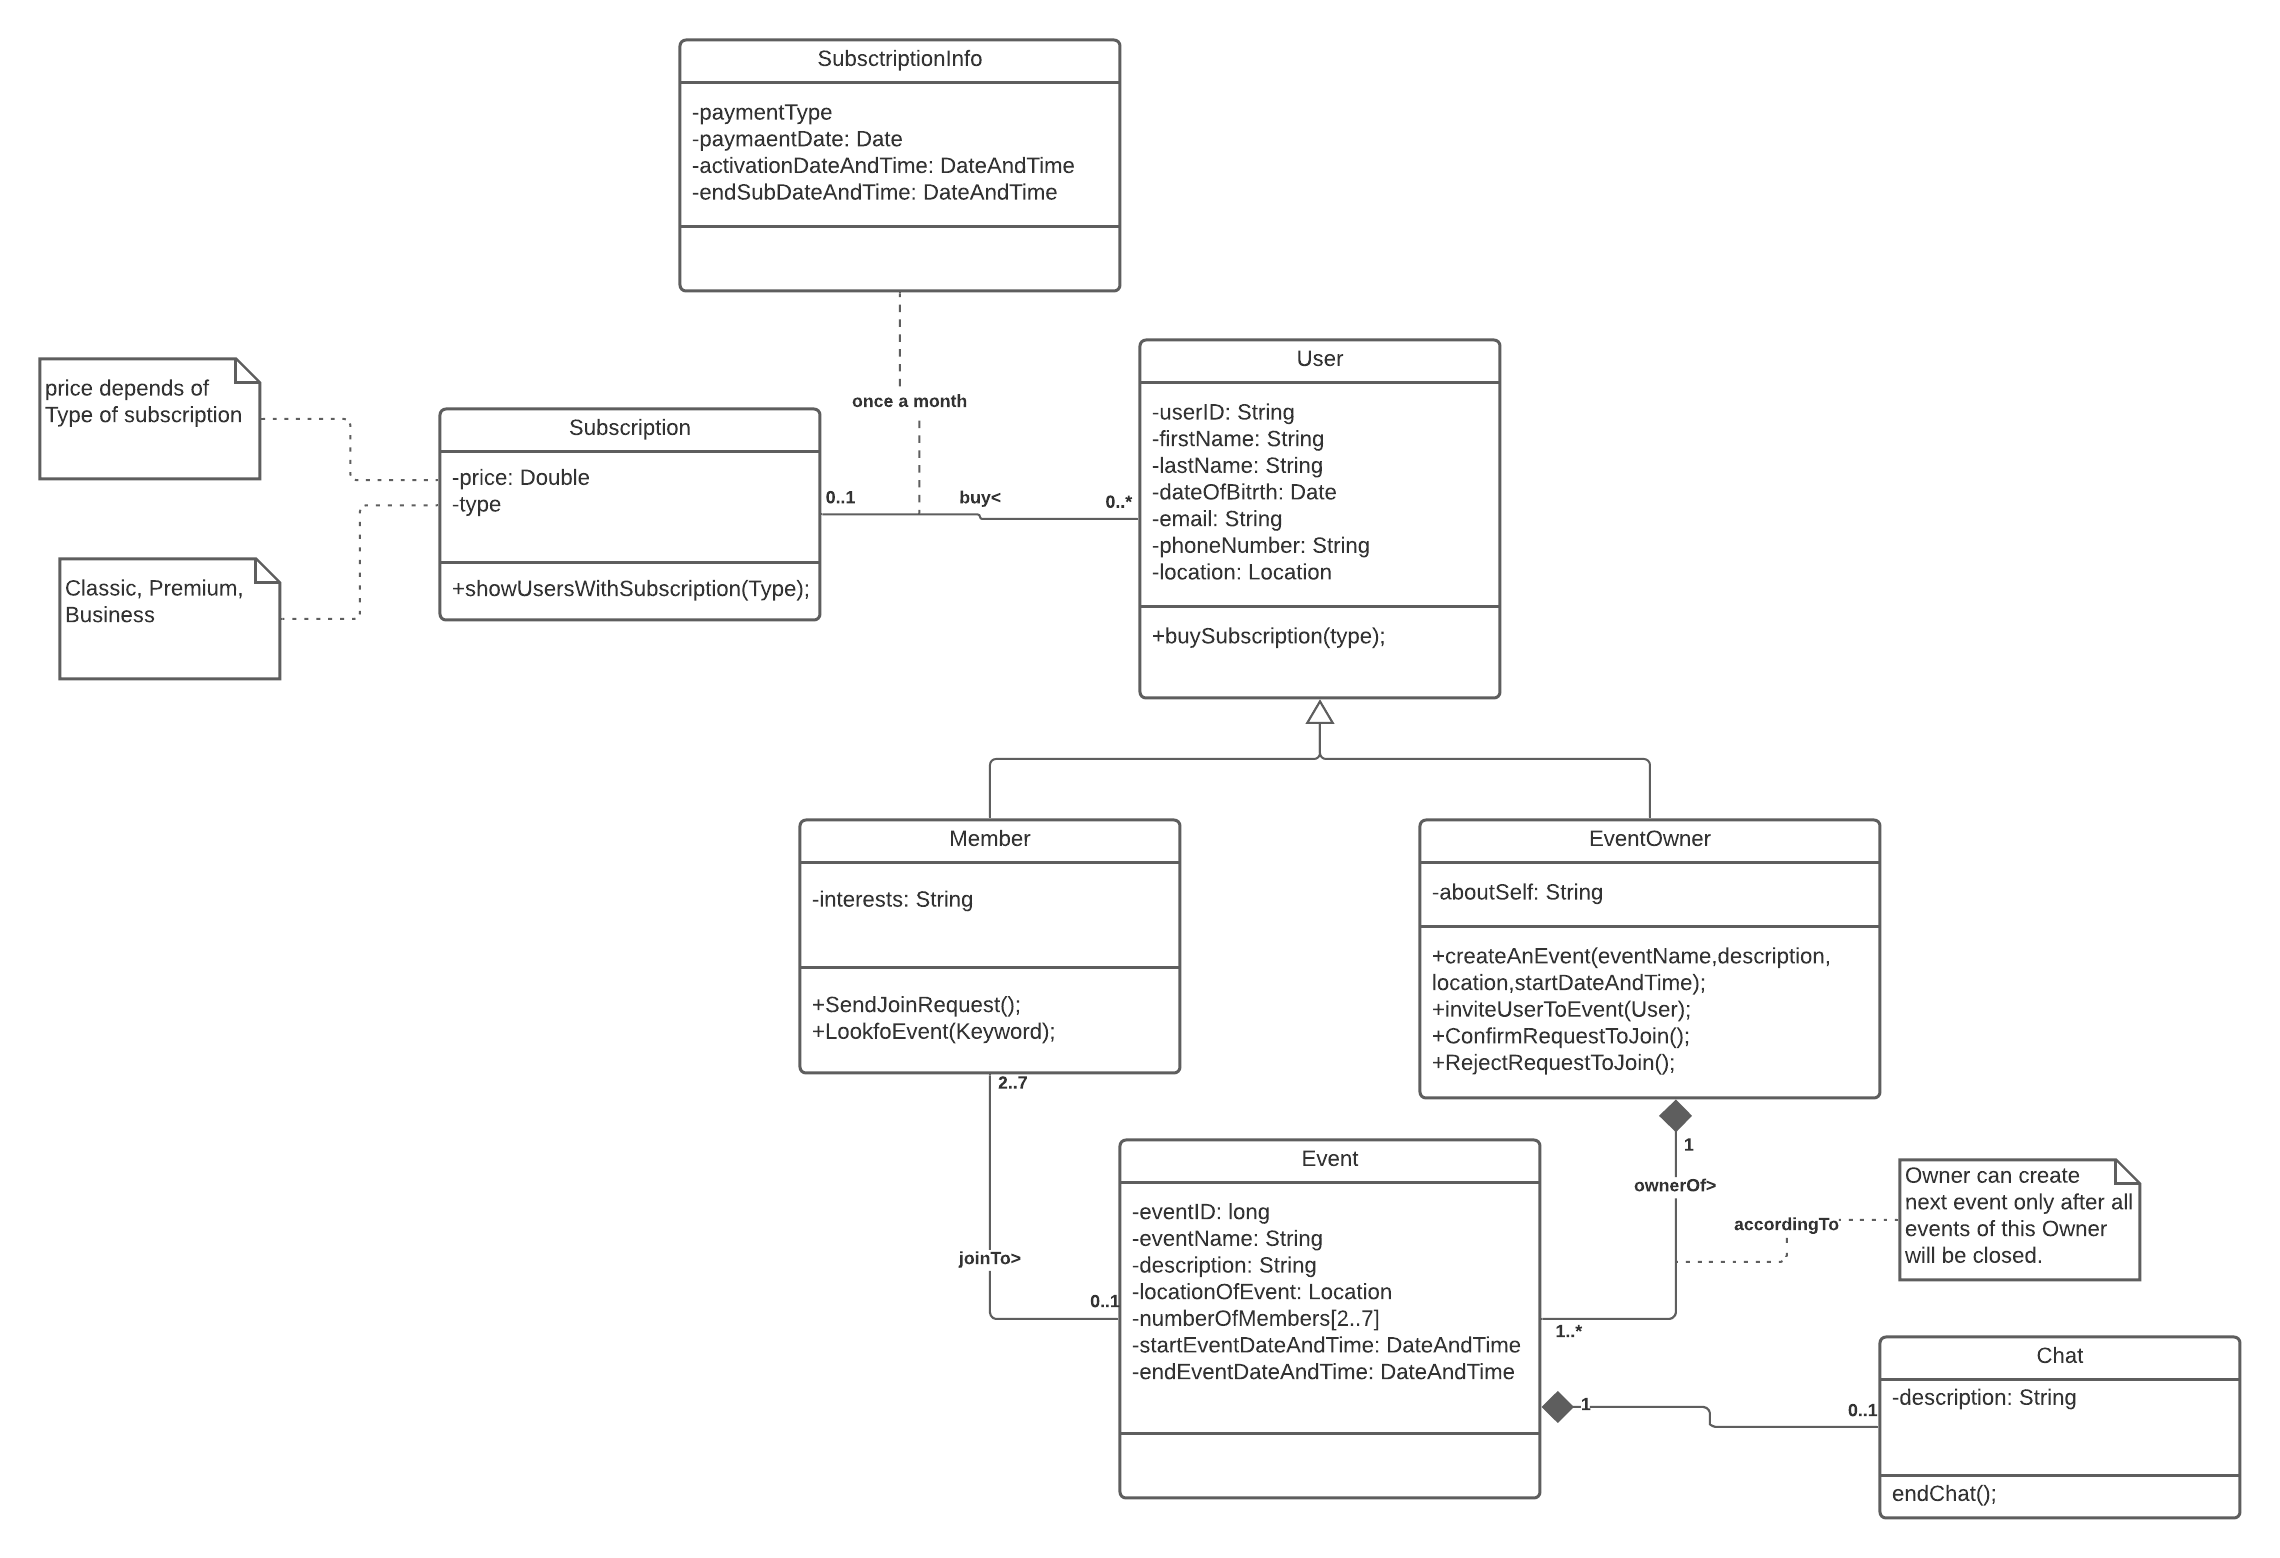 SubsctriptionInfo
-paymentType
-paymaentDate: Date
-activationDateAndTime: DateAndTime
-endSubDateAndTime: DateAndTime
price depends of
Type of subscription
Classic, Premium,
Business
Subscription
-price: Double
-type
+showUsersWithSubscription(Type);
once a month
0..1
buy<
0..*
User
-userID: String
-firstName: String
-lastName: String
-dateOfBitrth: Date
-email: String
-phoneNumber: String
-location: Location
+buySubscription(type);
Member
-interests: String
+SendJoinRequest();
+LookfoEvent(Keyword);
EventOwner
-aboutSelf: String
+createAnEvent(eventName,description,
location,startDateAndTime);
+inviteUserToEvent(User);
+ConfirmRequestToJoin();
+RejectRequestToJoin();
2..7
joinTo>
0..1
Event
-eventID: long
-eventName: String
-description: String
-locationOfEvent: Location
-numberOfMembers[2..7]
-startEventDateAndTime: DateAndTime
-endEventDateAndTime: DateAndTime
1
ownerOf>
accordingTo
1..*
Owner can create
next event only after all
events of this Owner
will be closed.
1
0..1
Chat
-description: String
endChat();